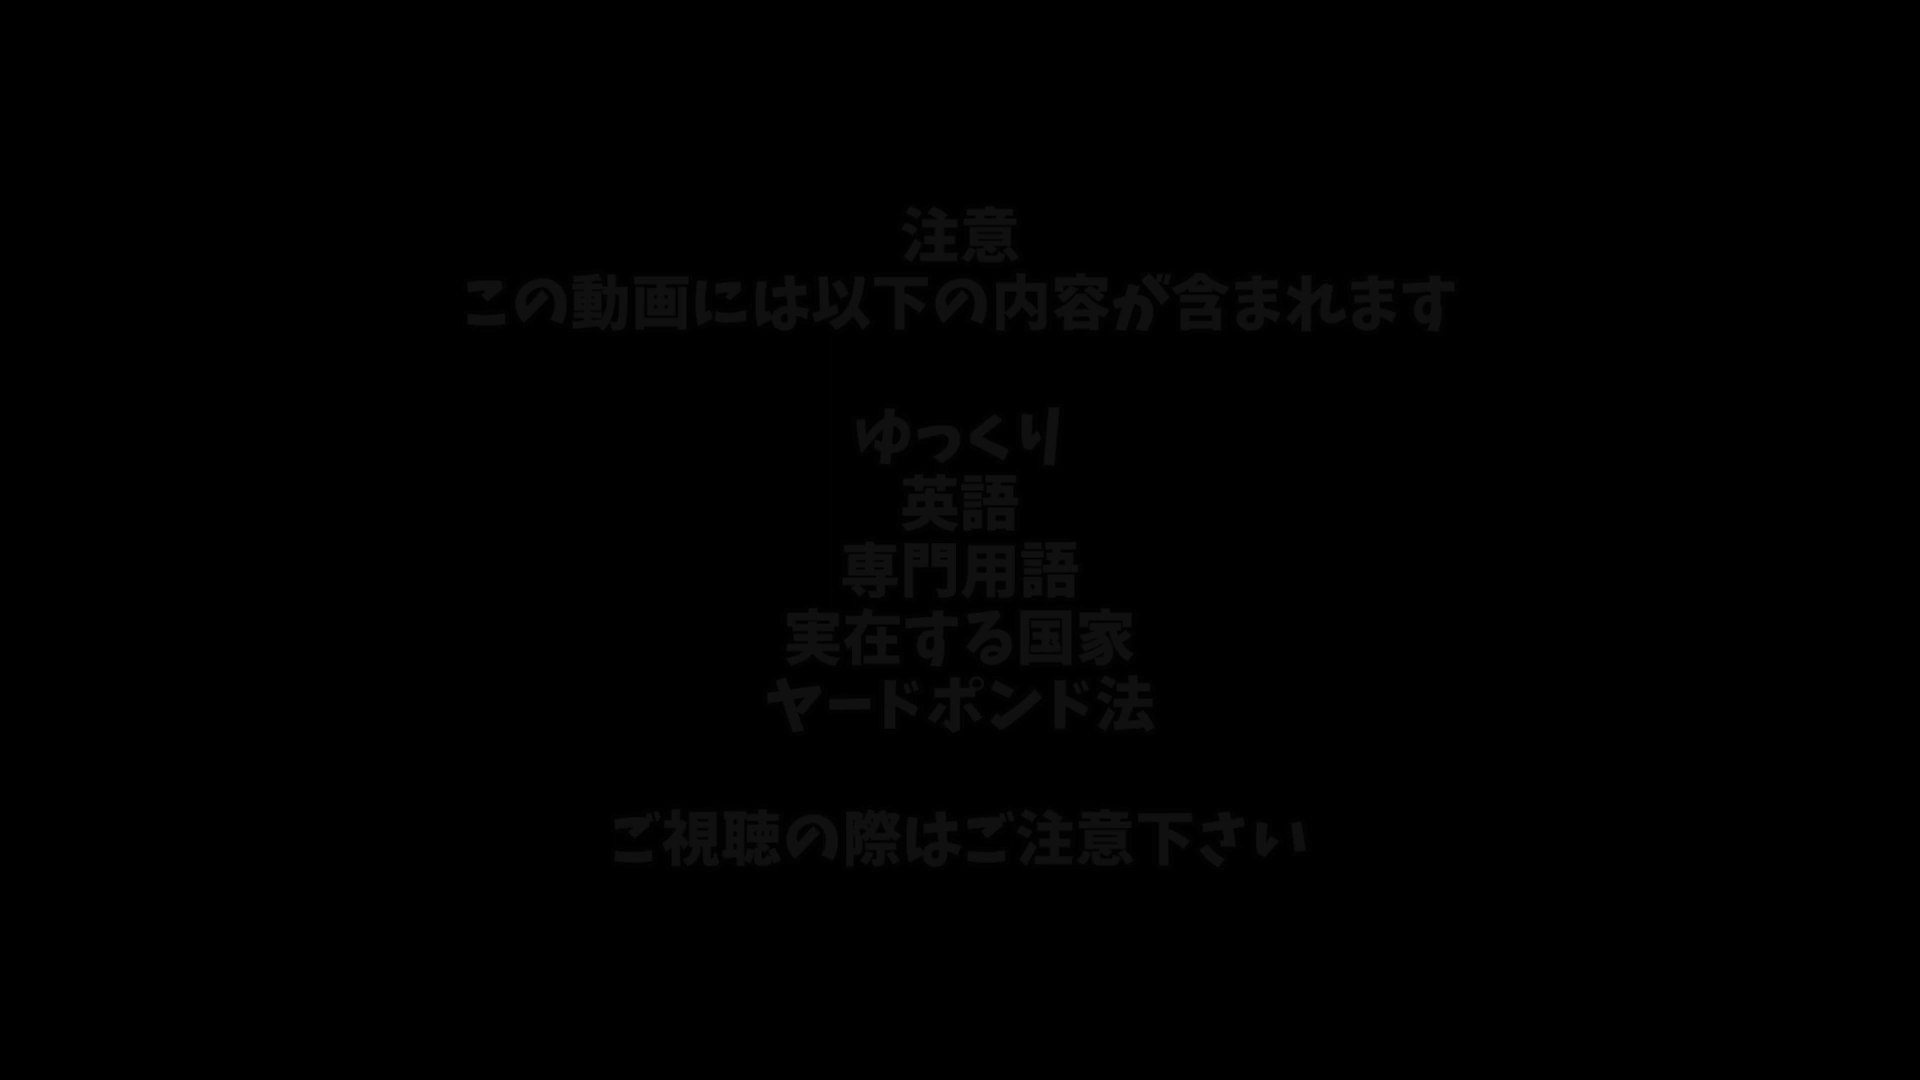 注意
この動画には以下の内容が含まれます
ゆっくり
英語
専門用語
実在する国家
ヤードポンド法
ご視聴の際はご注意下さい